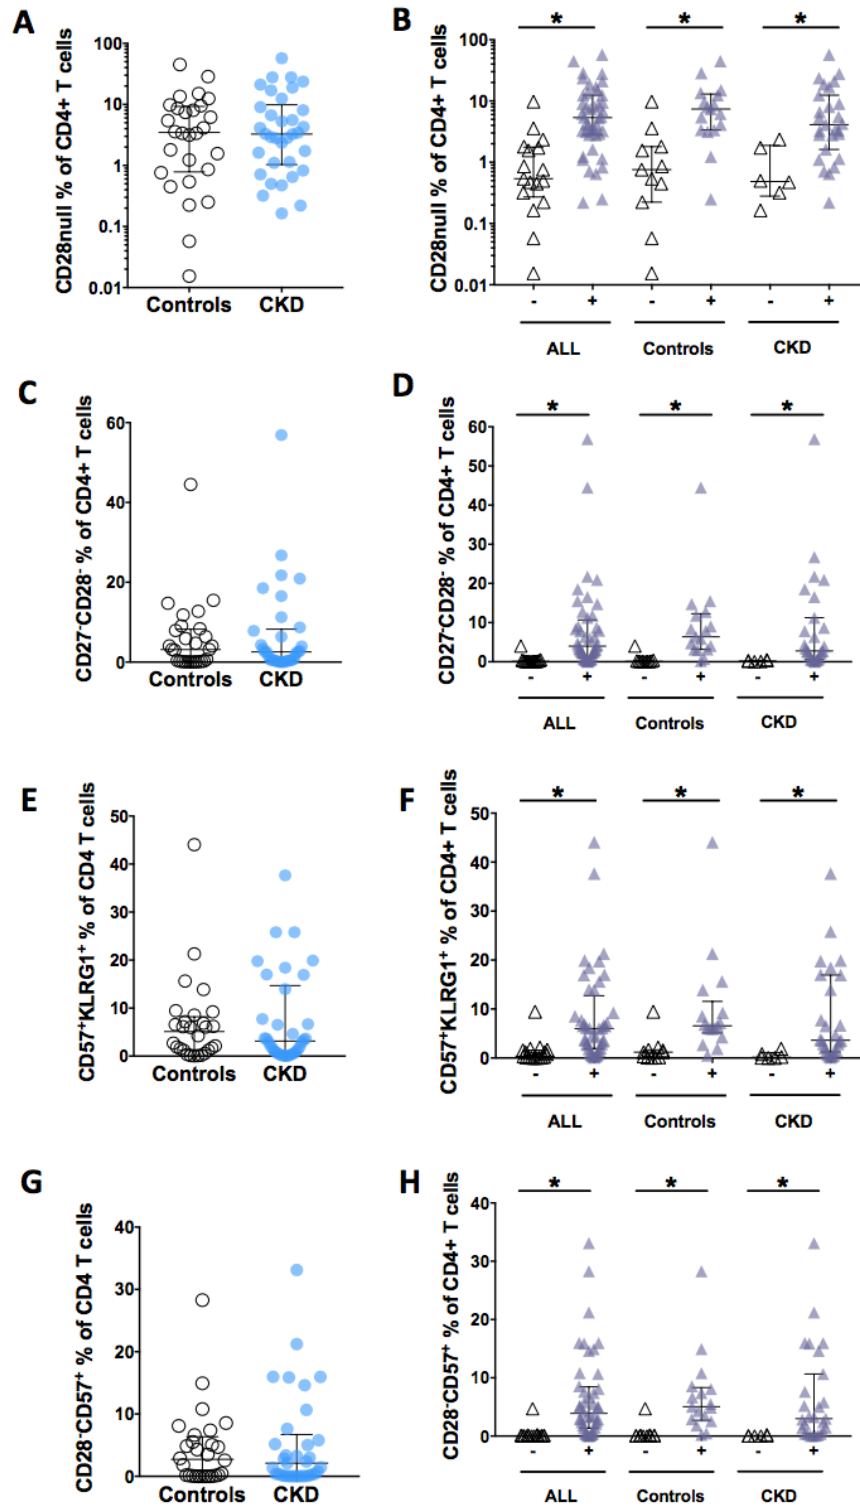 A
CD28null % of CD4+ T cells
100
10
1
0.1
0.01
Controls CKD
B
* * *
CD28null % of CD4+ T cells
100
10
1
0.1
0.01
- + - + - +
ALL Controls CKD
C
CD27-CD28- % of CD4+ T cells
60
40
20
0
Controls CKD
D
* * *
CD27-CD28- % of CD4+ T cells
60
50
40
30
20
10
0
- + - + - +
ALL Controls CKD
E
CD57+KLRG1+ % of CD4 T cells
50
40
30
20
10
0
Controls CKD
F
* * *
CD57+KLRG1+ % of CD4+ T cells
50
40
30
20
10
0
- + - + - +
ALL Controls CKD
G
CD28-CD57+ % of CD4 T cells
40
30
20
10
0
Controls CKD
H
* * *
CD28-CD57+ % of CD4+ T cells
40
30
20
10
0
- + - + - +
ALL Controls CKD